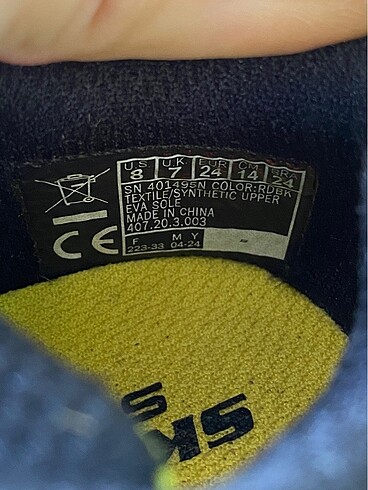 US UK EUR CM BRA
8 7 24 14 24
SN 401495N COLOR:RDBK
TEXTILE/SYNTHETIC UPPER
EVA SOLE
MADE IN CHINA
407.20.3.003
F M Y
223-33 04-24
CE
SK
S